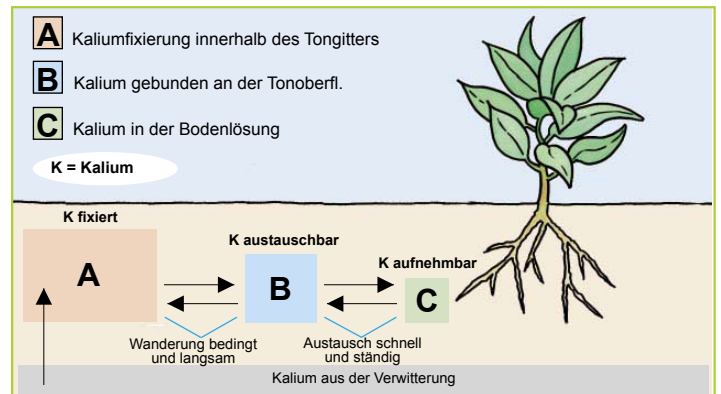 A Kaliumfixierung innerhalb des Tongitters
B Kalium gebunden an der Tonoberfl.
C Kalium in der Bodenlösung
K = Kalium
K fixiert
K austauschbar
K aufnehmbar
A
B
C
Wanderung bedingt
und langsam
Austausch schnell
und ständig
Kalium aus der Verwitterung